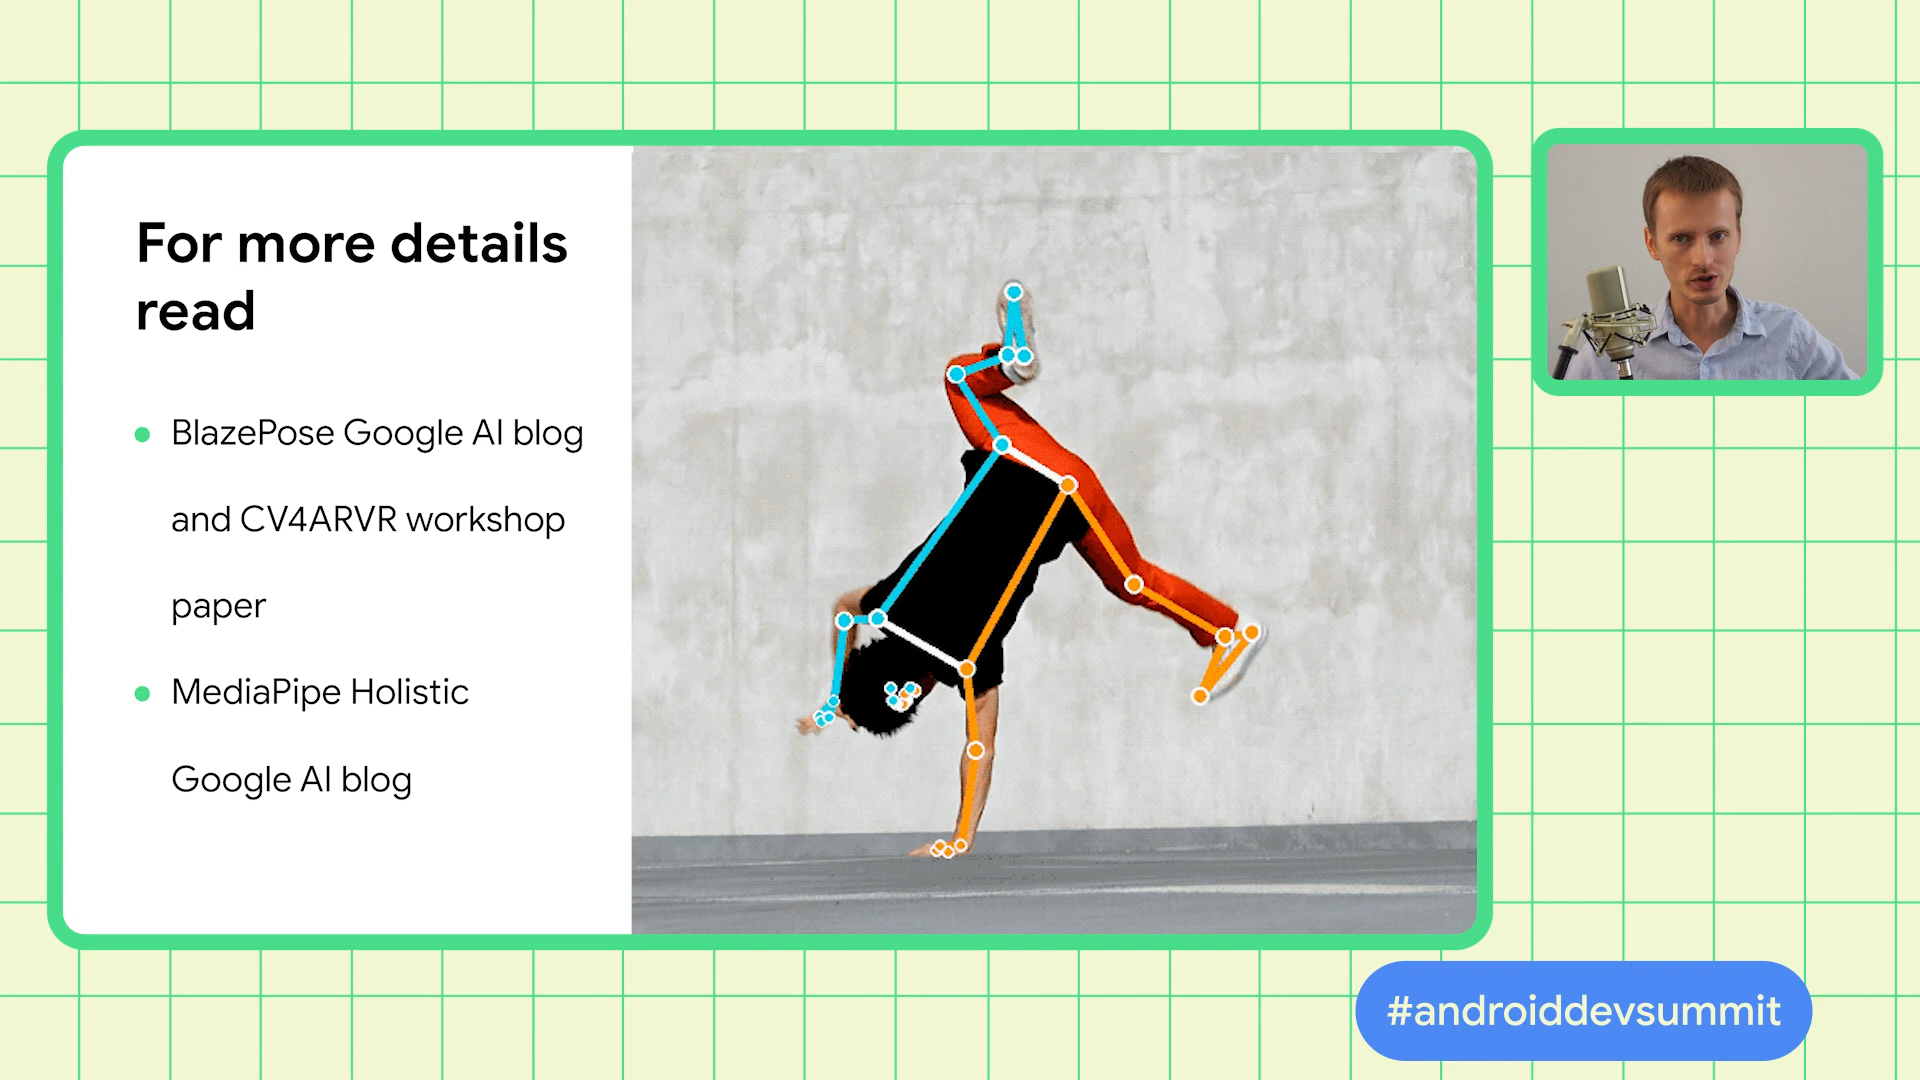 For more details
read
BlazePose Google AI blog
and CV4ARVR workshop
paper
MediaPipe Holistic
Google AI blog
#androiddevsummit